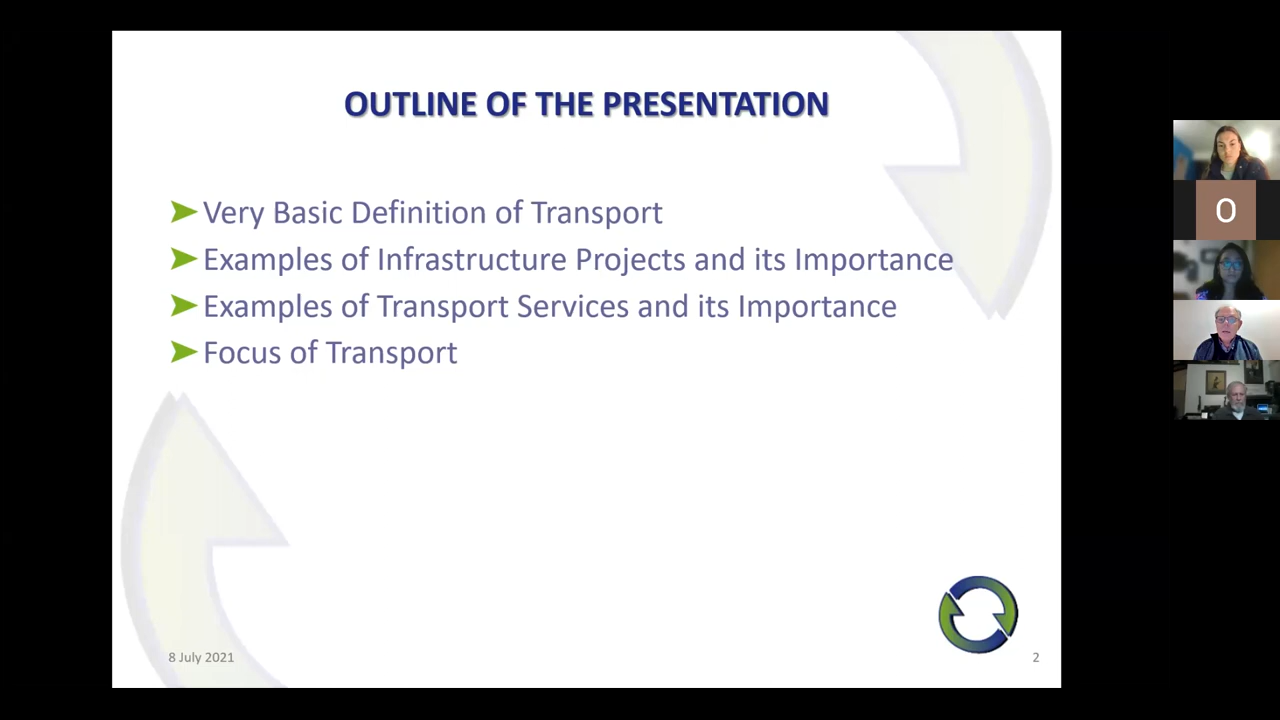 OUTLINE OF THE PRESENTATION
Very Basic Definition of Transport
Examples of Infrastructure Projects and its Importance
Examples of Transport Services and its Importance
Focus of Transport
8 July 2021
2
O